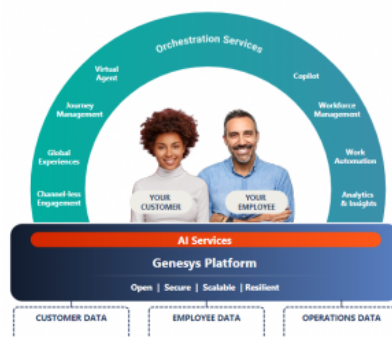 Orchestration Services
Virtual
Agent
Copilot
Journey
Management
Workforce
Management
Global
Experiences
Work
Automation
Channel-less
Engagement
Analytics
& Insights
YOUR
CUSTOMER
YOUR
EMPLOYEE
AI Services
Genesys Platform
Open | Secure | Scalable | Resilient
CUSTOMER DATA
EMPLOYEE DATA
OPERATIONS DATA